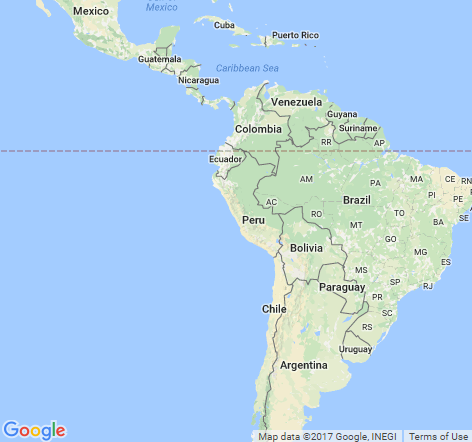 Gulf of
Mexico
Mexico
Cuba
Puerto Rico
Guatemala
Caribbean Sea
Nicaragua
Venezuela
Guyana
Colombia
Suriname
RR
AP
Ecuador
AM
PA
MA
CE
RN
PI
PE
AC
TO
Brazil
SE
Peru
RO
BA
MT
GO
Bolivia
MG
ES
MS
SP
RJ
Paraguay
PR
Chile
SC
RS
Uruguay
Argentina
Google
Map data ©2017 Google, INEGI
Terms of Use